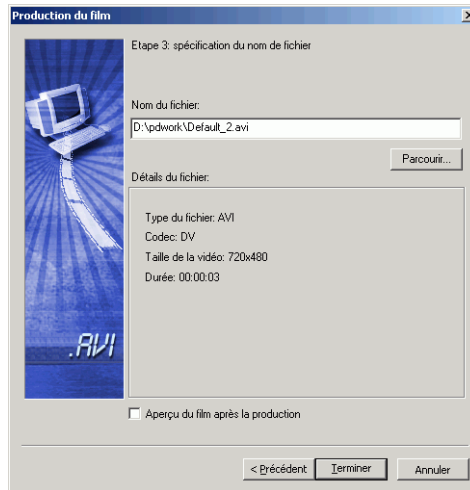 Production du film
Etape 3: spécification du nom de fichier
Nom du fichier:
D:\pdwork\Default_2.avi
Parcourir...
Détails du fichier:
Type du fichier: AVI
Codec: DV
Taille de la vidéo: 720x480
Durée: 00:00:03
.AVI
Aperçu du film après la production
< Précédent Terminer Annuler